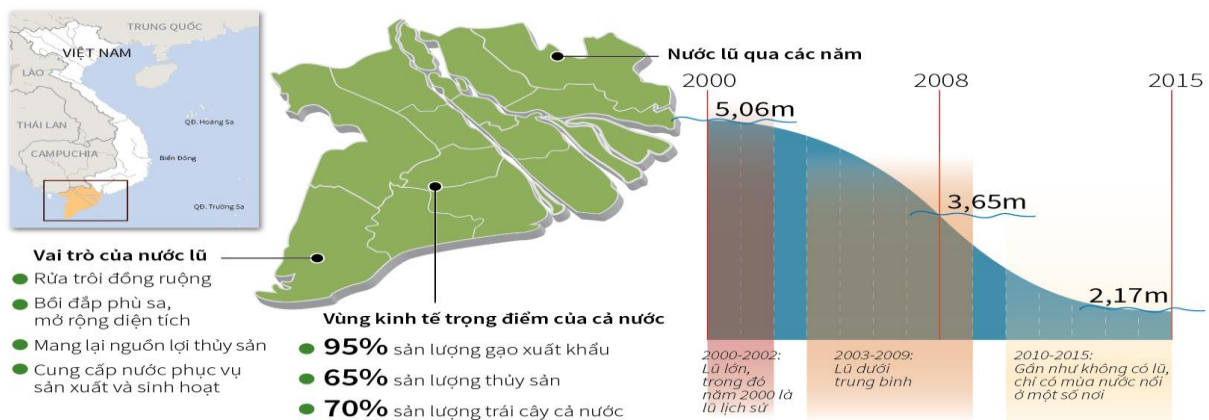 TRUNG QUỐC
VIỆT NAM
LÀO
QĐ. Hoàng Sa
THÁI LAN
CAMPUCHIA
Biển Đông
QĐ. Trường Sa
Vai trò của nước lũ
Rửa trôi đồng ruộng
Bồi đắp phù sa,
mở rộng diện tích
Mang lại nguồn lợi thủy sản
Cung cấp nước phục vụ
sản xuất và sinh hoạt
Vùng kinh tế trọng điểm của cả nước
95% sản lượng gạo xuất khẩu
65% sản lượng thủy sản
70% sản lượng trái cây cả nước
Nước lũ qua các năm
2000
2008
2015
5,06m
3,65m
2,17m
2000-2002:
Lũ lớn,
trong đó
năm 2000 là
lũ lịch sử
2003-2009:
Lũ dưới
trung bình
2010-2015:
Gần như không có lũ,
chỉ có mùa nước nổi
ở một số nơi